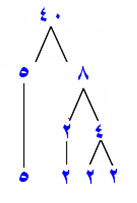 ٤٠
٥ ٨
٢ ٤
٥ ٢ ٢ ٢